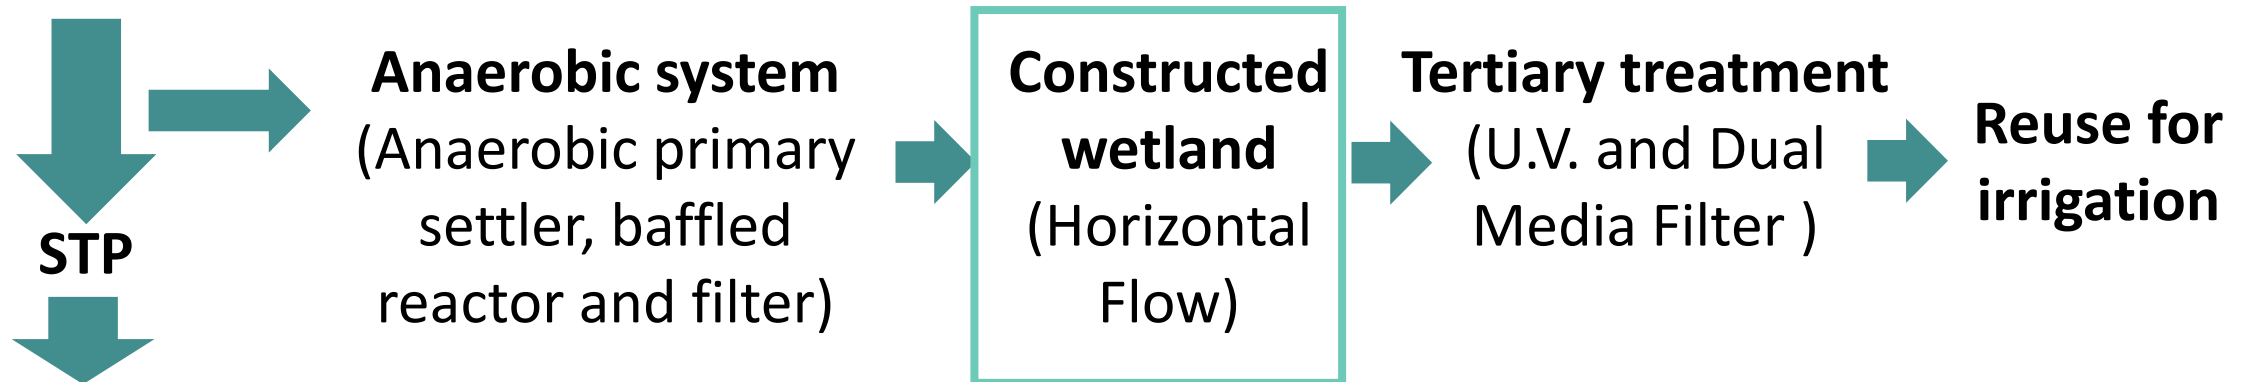 STP
Anaerobic system
(Anaerobic primary
settler, baffled
reactor and filter)
Constructed
wetland
(Horizontal
Flow)
Tertiary treatment
(U.V. and Dual
Media Filter )
Reuse for
irrigation